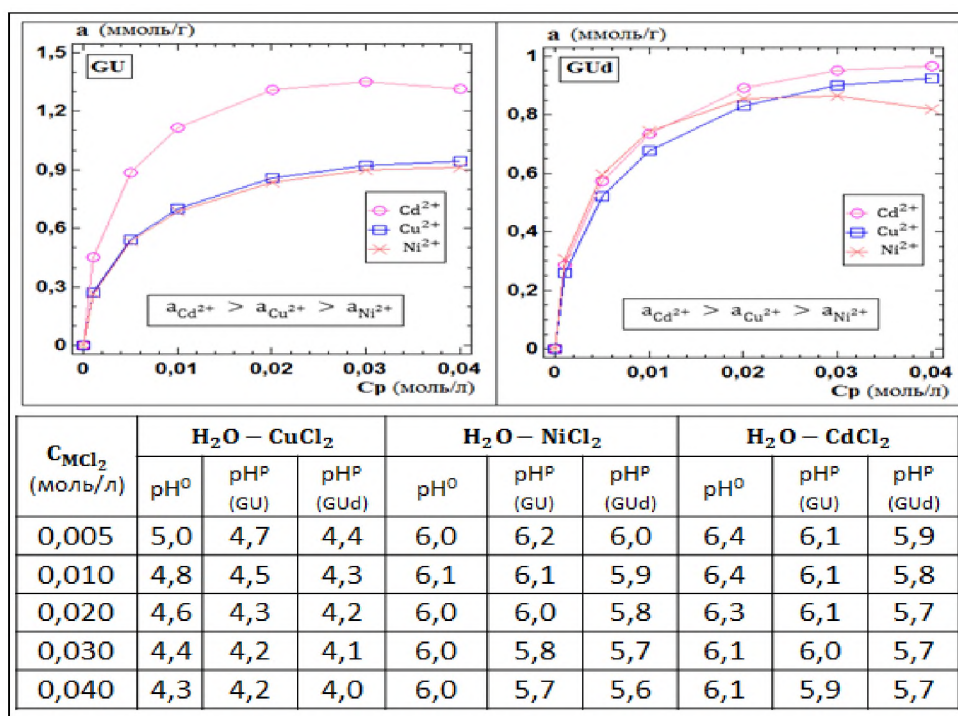 a (ммоль/г)
1,5
1,2
0,9
0,6
0,3
0
GU
Cd2+
Cu2+
Ni2+
aCd2+ > aCu2+ > aNi2+
0 0,01 0,02 0,03 0,04
Cp (моль/л)
a (ммоль/г)
1
0,8
0,6
0,4
0,2
0
GUd
Cd2+
Cu2+
Ni2+
aCd2+ > aCu2+ > aNi2+
0 0,01 0,02 0,03 0,04
Cp (моль/л)
CMCl2 (моль/л) H2O – CuCl2 H2O – NiCl2 H2O – CdCl2
pH0 pHP (GU) pHP (GUd) pH0 pHP (GU) pHP (GUd) pH0 pHP (GU) pHP (GUd)
0,005 5,0 4,7 4,4 6,0 6,2 6,0 6,4 6,1 5,9
0,010 4,8 4,5 4,3 6,1 6,1 5,9 6,4 6,1 5,8
0,020 4,6 4,3 4,2 6,0 6,0 5,8 6,3 6,1 5,7
0,030 4,4 4,2 4,1 6,0 5,8 5,7 6,1 6,0 5,7
0,040 4,3 4,2 4,0 6,0 5,7 5,6 6,1 5,9 5,7